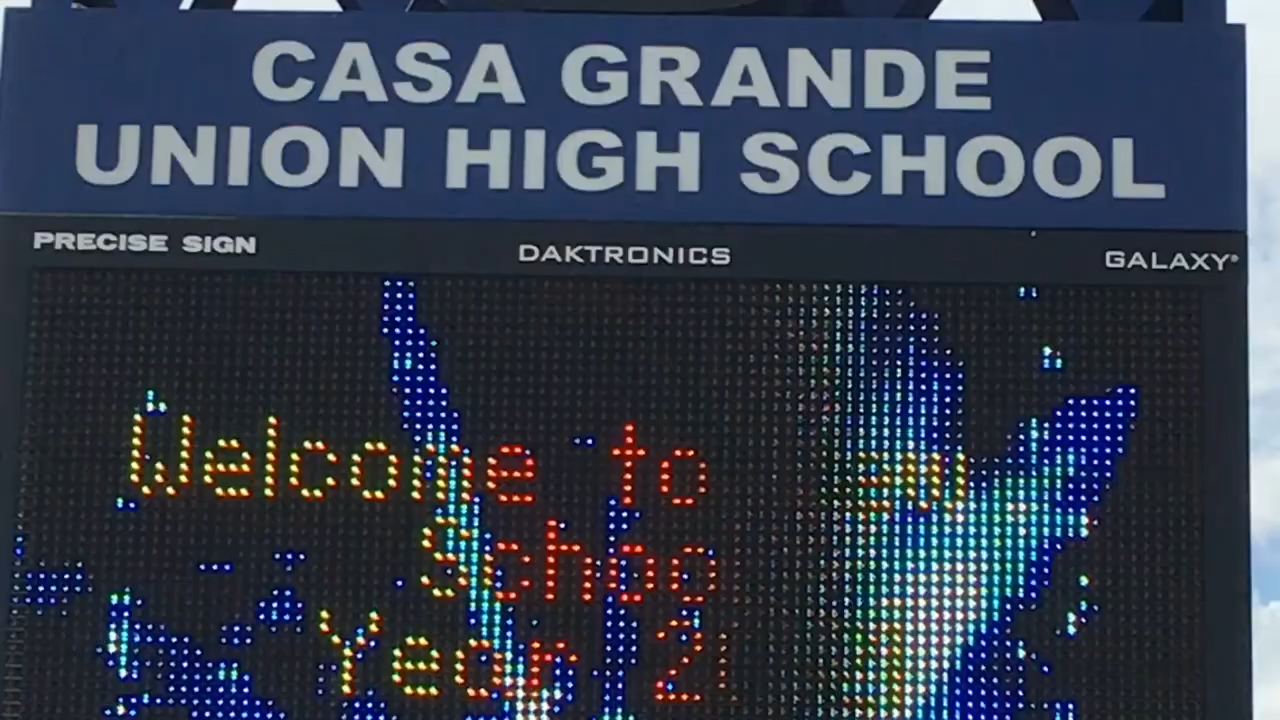 CASA GRANDE
UNION HIGH SCHOOL
PRECISE SIGN DAKTRONICS GALAXY®
Welcome to
Schoo
Year 2